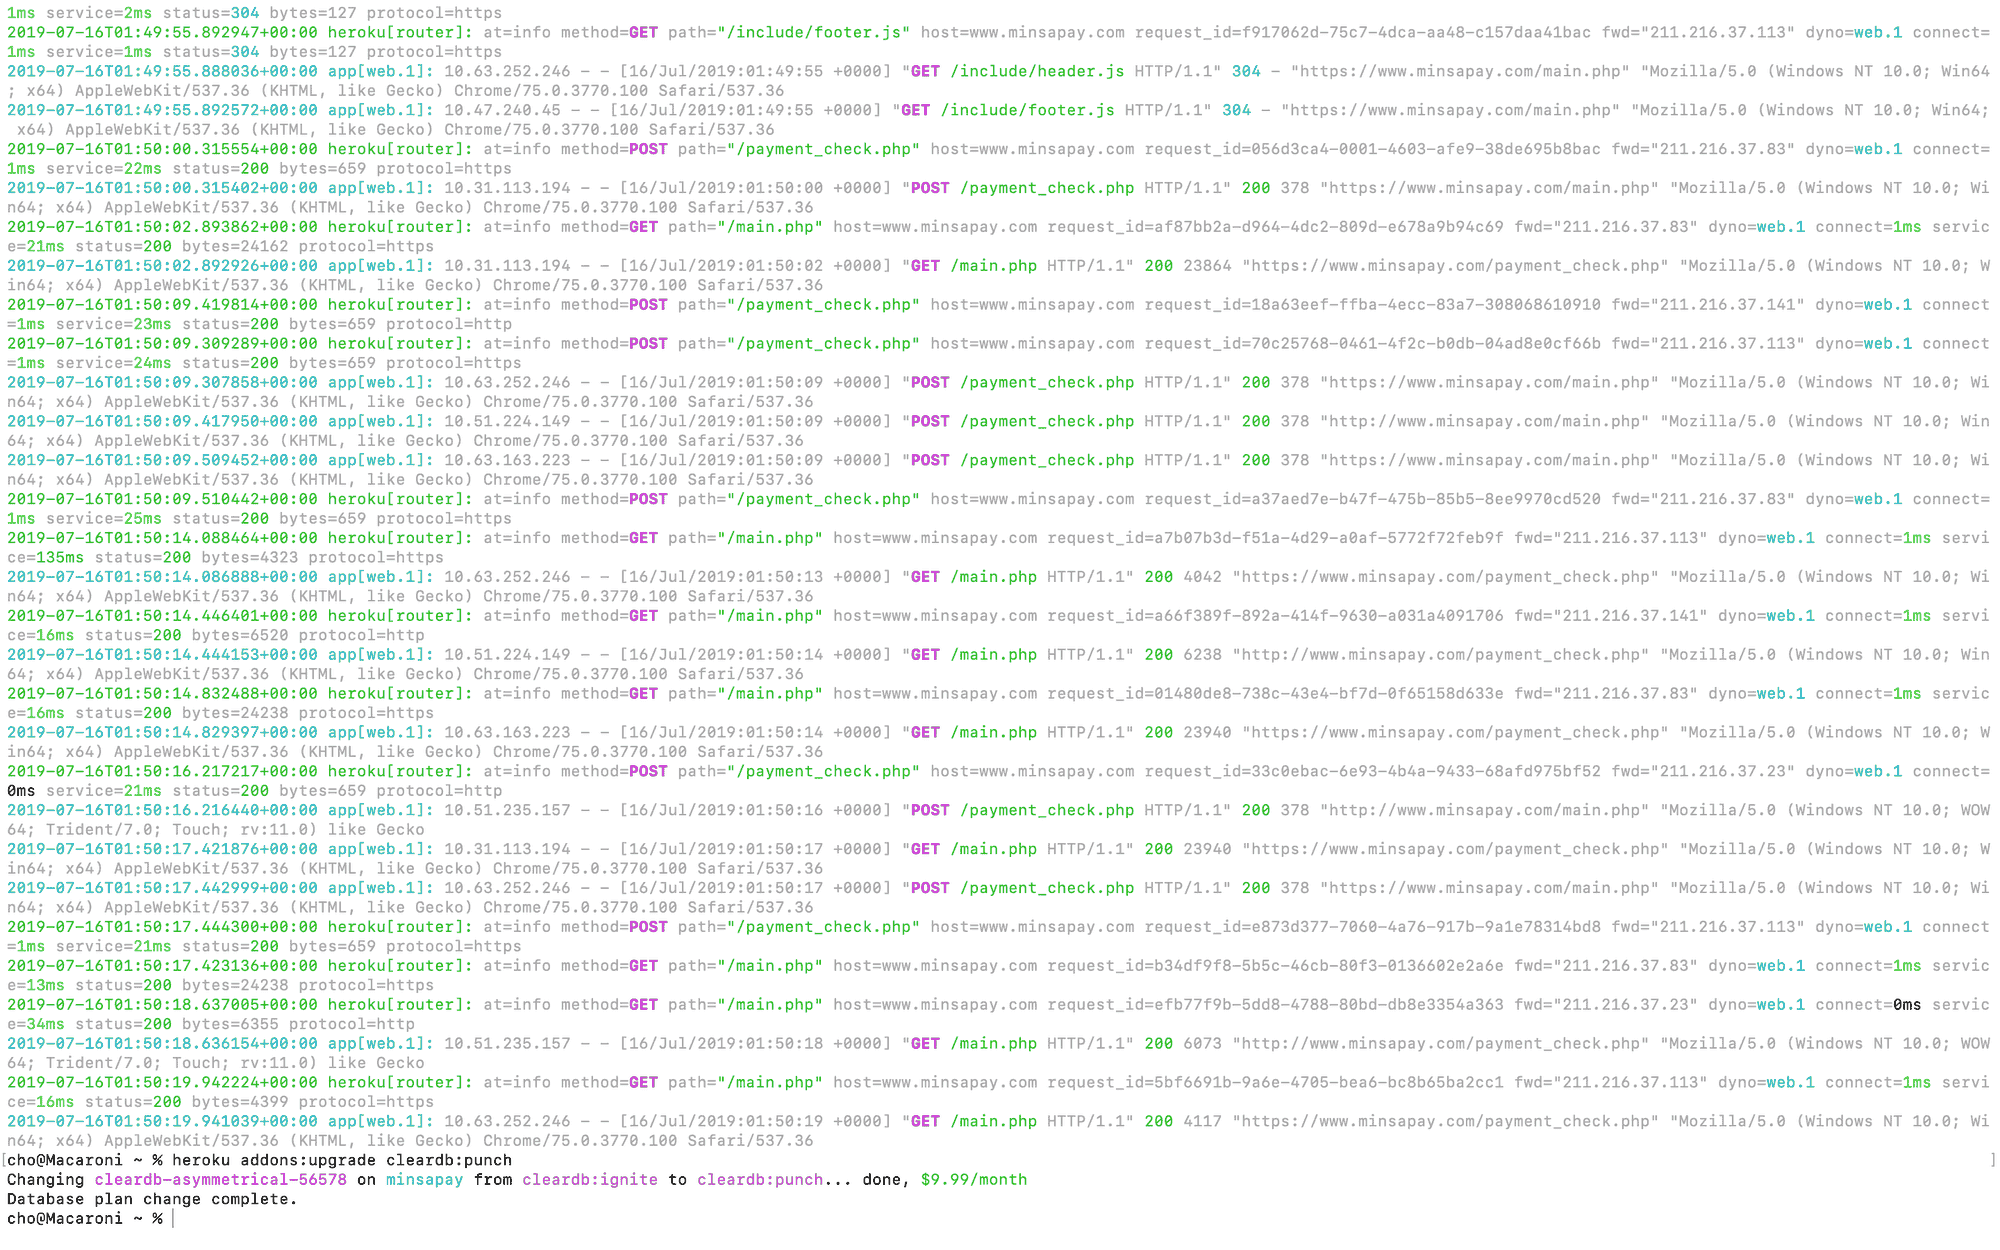 1ms service=2ms status=304 bytes=127 protocol=https
2019-07-16T01:49:55.892947+00:00 heroku[router]: at=info method=GET path="/include/footer.js" host=www.minsapay.com request_id=f917062d-75c7-4dca-aa48-c157daa41bac fwd="211.216.37.113" dyno=web.1 connect=
1ms service=1ms status=304 bytes=127 protocol=https
2019-07-16T01:49:55.888036+00:00 app[web.1]: 10.63.252.246 - - [16/Jul/2019:01:49:55 +0000] "GET /include/header.js HTTP/1.1" 304 - "https://www.minsapay.com/main.php" "Mozilla/5.0 (Windows NT 10.0; Win64
; x64) AppleWebKit/537.36 (KHTML, like Gecko) Chrome/75.0.3770.100 Safari/537.36
2019-07-16T01:49:55.892572+00:00 app[web.1]: 10.47.240.45 - - [16/Jul/2019:01:49:55 +0000] "GET /include/footer.js HTTP/1.1" 304 - "https://www.minsapay.com/main.php" "Mozilla/5.0 (Windows NT 10.0; Win64;
 x64) AppleWebKit/537.36 (KHTML, like Gecko) Chrome/75.0.3770.100 Safari/537.36
2019-07-16T01:50:00.315554+00:00 heroku[router]: at=info method=POST path="/payment_check.php" host=www.minsapay.com request_id=056d3ca4-0001-4603-afe9-38de695b8bac fwd="211.216.37.83" dyno=web.1 connect=
1ms service=22ms status=200 bytes=659 protocol=https
2019-07-16T01:50:00.315402+00:00 app[web.1]: 10.31.113.194 - - [16/Jul/2019:01:50:00 +0000] "POST /payment_check.php HTTP/1.1" 200 378 "https://www.minsapay.com/main.php" "Mozilla/5.0 (Windows NT 10.0; Wi
n64; x64) AppleWebKit/537.36 (KHTML, like Gecko) Chrome/75.0.3770.100 Safari/537.36
2019-07-16T01:50:02.893862+00:00 heroku[router]: at=info method=GET path="/main.php" host=www.minsapay.com request_id=af87bb2a-d964-4dc2-809d-e678a9b94c69 fwd="211.216.37.83" dyno=web.1 connect=1ms servic
e=21ms status=200 bytes=24162 protocol=https
2019-07-16T01:50:02.892926+00:00 app[web.1]: 10.31.113.194 - - [16/Jul/2019:01:50:02 +0000] "GET /main.php HTTP/1.1" 200 23864 "https://www.minsapay.com/payment_check.php" "Mozilla/5.0 (Windows NT 10.0; W
in64; x64) AppleWebKit/537.36 (KHTML, like Gecko) Chrome/75.0.3770.100 Safari/537.36
2019-07-16T01:50:09.419814+00:00 heroku[router]: at=info method=POST path="/payment_check.php" host=www.minsapay.com request_id=18a63eef-ffba-4ecc-83a7-308068610910 fwd="211.216.37.141" dyno=web.1 connect
=1ms service=23ms status=200 bytes=659 protocol=http
2019-07-16T01:50:09.309289+00:00 heroku[router]: at=info method=POST path="/payment_check.php" host=www.minsapay.com request_id=70c25768-0461-4f2c-b0db-04ad8e0cf66b fwd="211.216.37.113" dyno=web.1 connect
=1ms service=24ms status=200 bytes=659 protocol=https
2019-07-16T01:50:09.307858+00:00 app[web.1]: 10.63.252.246 - - [16/Jul/2019:01:50:09 +0000] "POST /payment_check.php HTTP/1.1" 200 378 "https://www.minsapay.com/main.php" "Mozilla/5.0 (Windows NT 10.0; Wi
n64; x64) AppleWebKit/537.36 (KHTML, like Gecko) Chrome/75.0.3770.100 Safari/537.36
2019-07-16T01:50:09.417950+00:00 app[web.1]: 10.51.224.149 - - [16/Jul/2019:01:50:09 +0000] "POST /payment_check.php HTTP/1.1" 200 378 "http://www.minsapay.com/main.php" "Mozilla/5.0 (Windows NT 10.0; Win
64; x64) AppleWebKit/537.36 (KHTML, like Gecko) Chrome/75.0.3770.100 Safari/537.36
2019-07-16T01:50:09.509452+00:00 app[web.1]: 10.63.163.223 - - [16/Jul/2019:01:50:09 +0000] "POST /payment_check.php HTTP/1.1" 200 378 "https://www.minsapay.com/main.php" "Mozilla/5.0 (Windows NT 10.0; Wi
n64; x64) AppleWebKit/537.36 (KHTML, like Gecko) Chrome/75.0.3770.100 Safari/537.36
2019-07-16T01:50:09.510442+00:00 heroku[router]: at=info method=POST path="/payment_check.php" host=www.minsapay.com request_id=a37aed7e-b47f-475b-85b5-8ee9970cd520 fwd="211.216.37.83" dyno=web.1 connect=
1ms service=25ms status=200 bytes=659 protocol=https
2019-07-16T01:50:14.088464+00:00 heroku[router]: at=info method=GET path="/main.php" host=www.minsapay.com request_id=a7b07b3d-f51a-4d29-a0af-5772f72feb9f fwd="211.216.37.113" dyno=web.1 connect=1ms servi
ce=135ms status=200 bytes=4323 protocol=https
2019-07-16T01:50:14.086888+00:00 app[web.1]: 10.63.252.246 - - [16/Jul/2019:01:50:13 +0000] "GET /main.php HTTP/1.1" 200 4042 "https://www.minsapay.com/payment_check.php" "Mozilla/5.0 (Windows NT 10.0; Wi
n64; x64) AppleWebKit/537.36 (KHTML, like Gecko) Chrome/75.0.3770.100 Safari/537.36
2019-07-16T01:50:14.446401+00:00 heroku[router]: at=info method=GET path="/main.php" host=www.minsapay.com request_id=a66f389f-892a-414f-9630-a031a4091706 fwd="211.216.37.141" dyno=web.1 connect=1ms servi
ce=16ms status=200 bytes=6520 protocol=http
2019-07-16T01:50:14.444153+00:00 app[web.1]: 10.51.224.149 - - [16/Jul/2019:01:50:14 +0000] "GET /main.php HTTP/1.1" 200 6238 "http://www.minsapay.com/payment_check.php" "Mozilla/5.0 (Windows NT 10.0; Win
64; x64) AppleWebKit/537.36 (KHTML, like Gecko) Chrome/75.0.3770.100 Safari/537.36
2019-07-16T01:50:14.832488+00:00 heroku[router]: at=info method=GET path="/main.php" host=www.minsapay.com request_id=01480de8-738c-43e4-bf7d-0f65158d633e fwd="211.216.37.83" dyno=web.1 connect=1ms servic
e=16ms status=200 bytes=24238 protocol=https
2019-07-16T01:50:14.829397+00:00 app[web.1]: 10.63.163.223 - - [16/Jul/2019:01:50:14 +0000] "GET /main.php HTTP/1.1" 200 23940 "https://www.minsapay.com/payment_check.php" "Mozilla/5.0 (Windows NT 10.0; W
in64; x64) AppleWebKit/537.36 (KHTML, like Gecko) Chrome/75.0.3770.100 Safari/537.36
2019-07-16T01:50:16.217217+00:00 heroku[router]: at=info method=POST path="/payment_check.php" host=www.minsapay.com request_id=33c0ebac-6e93-4b4a-9433-68afd975bf52 fwd="211.216.37.23" dyno=web.1 connect=
0ms service=21ms status=200 bytes=659 protocol=http
2019-07-16T01:50:16.216440+00:00 app[web.1]: 10.51.235.157 - - [16/Jul/2019:01:50:16 +0000] "POST /payment_check.php HTTP/1.1" 200 378 "http://www.minsapay.com/main.php" "Mozilla/5.0 (Windows NT 10.0; WOW
64; Trident/7.0; Touch; rv:11.0) like Gecko
2019-07-16T01:50:17.421876+00:00 app[web.1]: 10.31.113.194 - - [16/Jul/2019:01:50:17 +0000] "GET /main.php HTTP/1.1" 200 23940 "https://www.minsapay.com/payment_check.php" "Mozilla/5.0 (Windows NT 10.0; W
in64; x64) AppleWebKit/537.36 (KHTML, like Gecko) Chrome/75.0.3770.100 Safari/537.36
2019-07-16T01:50:17.442999+00:00 app[web.1]: 10.63.252.246 - - [16/Jul/2019:01:50:17 +0000] "POST /payment_check.php HTTP/1.1" 200 378 "https://www.minsapay.com/main.php" "Mozilla/5.0 (Windows NT 10.0; Wi
n64; x64) AppleWebKit/537.36 (KHTML, like Gecko) Chrome/75.0.3770.100 Safari/537.36
2019-07-16T01:50:17.444300+00:00 heroku[router]: at=info method=POST path="/payment_check.php" host=www.minsapay.com request_id=e873d377-7060-4a76-917b-9a1e78314bd8 fwd="211.216.37.113" dyno=web.1 connect
=1ms service=21ms status=200 bytes=659 protocol=https
2019-07-16T01:50:17.423136+00:00 heroku[router]: at=info method=GET path="/main.php" host=www.minsapay.com request_id=b34df9f8-5b5c-46cb-80f3-0136602e2a6e fwd="211.216.37.83" dyno=web.1 connect=1ms servic
e=13ms status=200 bytes=24238 protocol=https
2019-07-16T01:50:18.637005+00:00 heroku[router]: at=info method=GET path="/main.php" host=www.minsapay.com request_id=efb77f9b-5dd8-4788-80bd-db8e3354a363 fwd="211.216.37.23" dyno=web.1 connect=0ms servic
e=34ms status=200 bytes=6355 protocol=http
2019-07-16T01:50:18.636154+00:00 app[web.1]: 10.51.235.157 - - [16/Jul/2019:01:50:18 +0000] "GET /main.php HTTP/1.1" 200 6073 "http://www.minsapay.com/payment_check.php" "Mozilla/5.0 (Windows NT 10.0; WOW
64; Trident/7.0; Touch; rv:11.0) like Gecko
2019-07-16T01:50:19.942224+00:00 heroku[router]: at=info method=GET path="/main.php" host=www.minsapay.com request_id=5bf6691b-9a6e-4705-bea6-bc8b65ba2cc1 fwd="211.216.37.113" dyno=web.1 connect=1ms servi
ce=16ms status=200 bytes=4399 protocol=https
2019-07-16T01:50:19.941039+00:00 app[web.1]: 10.63.252.246 - - [16/Jul/2019:01:50:19 +0000] "GET /main.php HTTP/1.1" 200 4117 "https://www.minsapay.com/payment_check.php" "Mozilla/5.0 (Windows NT 10.0; Wi
n64; x64) AppleWebKit/537.36 (KHTML, like Gecko) Chrome/75.0.3770.100 Safari/537.36
[cho@Macaroni ~ % heroku addons:upgrade cleardb:punch ]
Changing cleardb-asymmetrical-56578 on minsapay from cleardb:ignite to cleardb:punch... done, $9.99/month
Database plan change complete.
cho@Macaroni ~ %